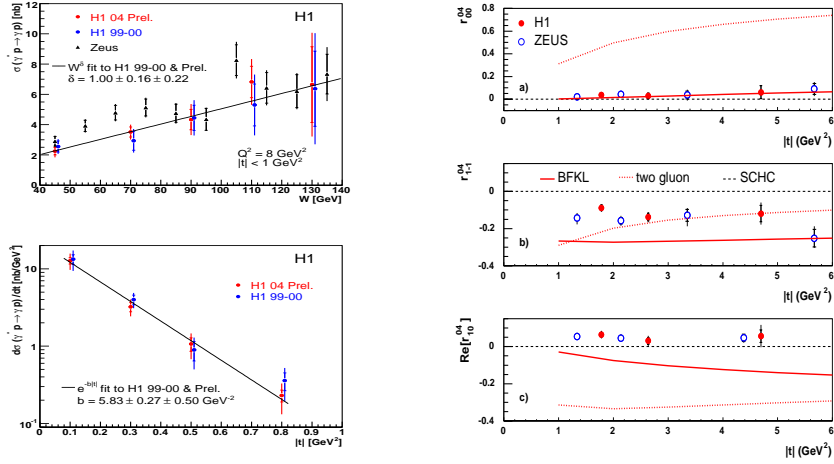 H1
H1 04 Prel.
H1 99-00
Zeus
W^δ fit to H1 99-00 & Prel.
δ = 1.00 ± 0.16 ± 0.22
Q² = 8 GeV²
|t| < 1 GeV²
σ(γ* p→γp) [nb]
12
10
8
6
4
2
0
40 50 60 70 80 90 100 110 120 130 140
W [GeV]
H1
H1 04 Prel.
H1 99-00
e^-b|t| fit to H1 99-00 & Prel.
b = 5.83 ± 0.27 ± 0.50 GeV⁻²
dσ(γ* p→γ p)/dt [nb/GeV²]
10
1
10⁻¹
0 0.1 0.2 0.3 0.4 0.5 0.6 0.7 0.8 0.9 1
|t| [GeV²]
r⁰⁴₀₀
H1
ZEUS
0.8
0.6
0.4
0.2
0
a)
1 2 3 4 5 6
|t| (GeV²)
r⁰⁴₁₋₁
BFKL two gluon SCHC
0
-0.2
-0.4
b)
1 2 3 4 5 6
|t| (GeV²)
Re[r⁰⁴₁₀]
0.2
0
-0.2
-0.4
c)
1 2 3 4 5 6
|t| (GeV²)